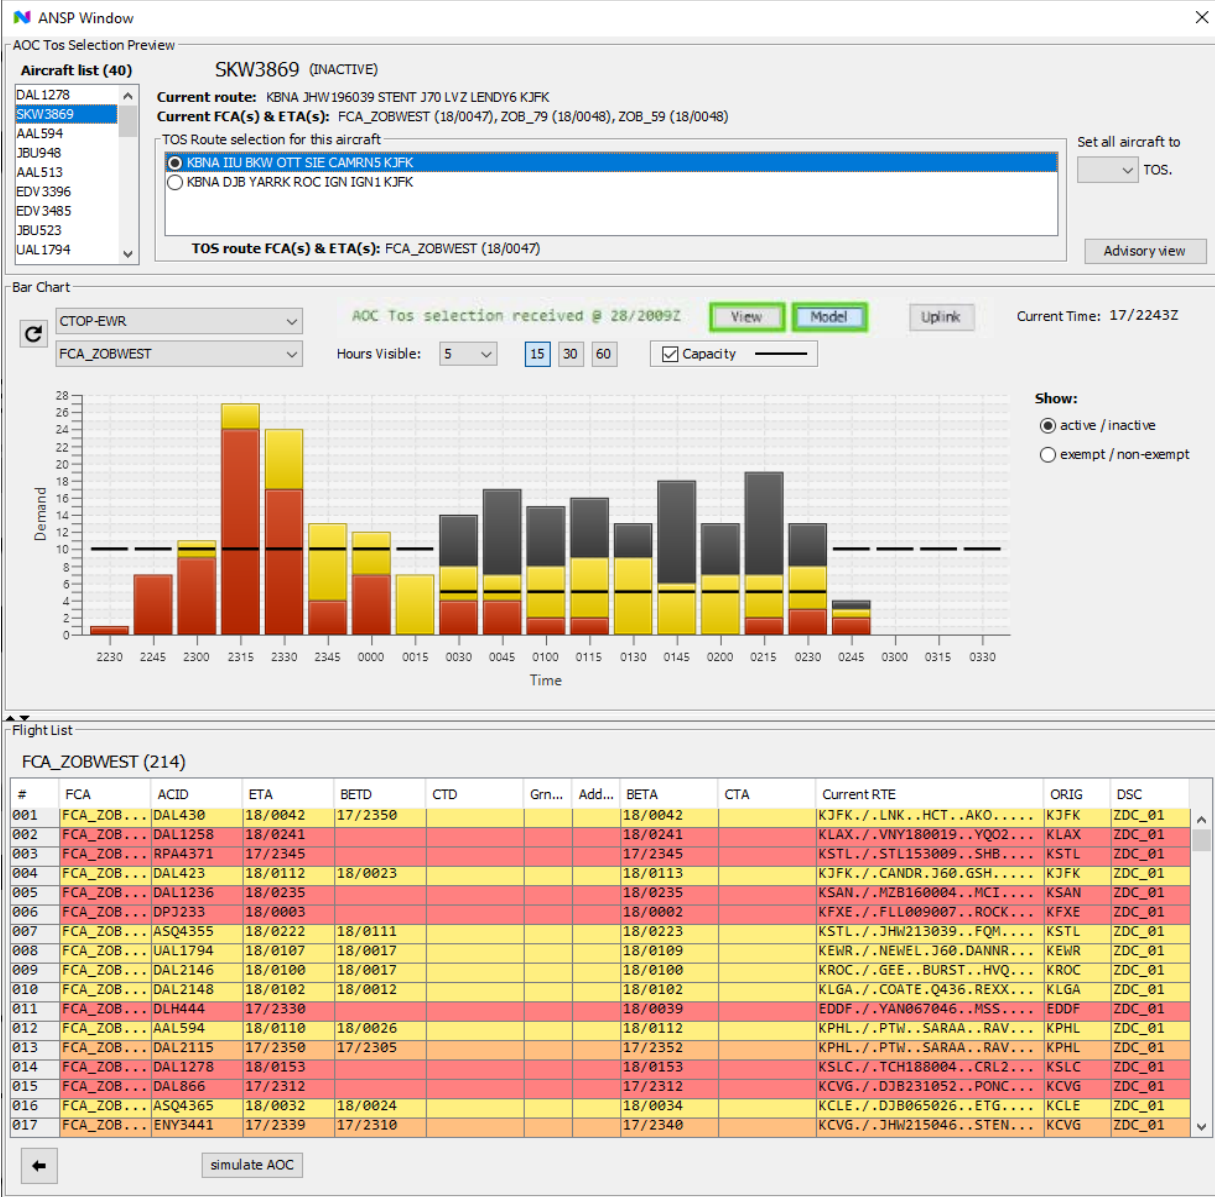 ANSP Window
AOC Tos Selection Preview
Aircraft list (40)
DAL1278
SKW3869
AAL594
JBU948
AAL513
EDV3396
EDV3485
JBU523
UAL1794
SKW3869 (INACTIVE)
Current route: KBNA JHW196039 STENT J70 LVZ LENDY6 KJFK
Current FCA(s) & ETA(s): FCA_ZOBWEST (18/0047), ZOB_79 (18/0048), ZOB_59 (18/0048)
TOS Route selection for this aircraft
KBNA IIU BKW OTT SIE CAMRN5 KJFK
KBNA DJB YARRK ROC IGN IGN1 KJFK
TOS route FCA(s) & ETA(s): FCA_ZOBWEST (18/0047)
Set all aircraft to
TOS.
Advisory view
Bar Chart
CTOP-EWR
FCA_ZOBWEST
AOC Tos selection received @ 28/2009Z
View
Model
Uplink
Current Time: 17/2243Z
Hours Visible: 5
15 30 60
Capacity
Show:
active / inactive
exempt / non-exempt
Demand
28
26
24
22
20
18
16
14
12
10
8
6
4
2
0
2230 2245 2300 2315 2330 2345 0000 0015 0030 0045 0100 0115 0130 0145 0200 0215 0230 0245 0300 0315 0330
Time
Flight List
FCA_ZOBWEST (214)
# FCA ACID ETA BETD CTD Grn... Add... BETA CTA Current RTE ORIG DSC
001 FCA_ZOB... DAL430 18/0042 17/2350 18/0042 KJFK./.LNK..HCT..AKO..... KJFK ZDC_01
002 FCA_ZOB... DAL1258 18/0241 18/0241 KLAX./.VNY180019..YQO2... KLAX ZDC_01
003 FCA_ZOB... RPA4371 17/2345 17/2345 KSTL./.STL153009..SHB.... KSTL ZDC_01
004 FCA_ZOB... DAL423 18/0112 18/0023 18/0113 KJFK./.CANDR.J60.GSH..... KJFK ZDC_01
005 FCA_ZOB... DAL1236 18/0235 18/0235 KSAN./.MZB160004..MCI.... KSAN ZDC_01
006 FCA_ZOB... DPJ233 18/0003 18/0002 KFXE./.FLL009007..ROCK... KFXE ZDC_01
007 FCA_ZOB... ASQ4355 18/0222 18/0111 18/0223 KSTL./.JHW213039..FQM.... KSTL ZDC_01
008 FCA_ZOB... UAL1794 18/0107 18/0017 18/0109 KEWR./.NEWEL.J60.DANNR... KEWR ZDC_01
009 FCA_ZOB... DAL2146 18/0100 18/0017 18/0100 KROC./.GEE..BURST..HVQ... KROC ZDC_01
010 FCA_ZOB... DAL2148 18/0102 18/0012 18/0102 KLGA./.COATE.Q436.REXX... KLGA ZDC_01
011 FCA_ZOB... DLH444 17/2330 18/0039 EDDF./.YAN067046..MSS.... EDDF ZDC_01
012 FCA_ZOB... AAL594 18/0110 18/0026 18/0112 KPHL./.PTW..SARAA..RAV... KPHL ZDC_01
013 FCA_ZOB... DAL2115 17/2350 17/2305 17/2352 KPHL./.PTW..SARAA..RAV... KPHL ZDC_01
014 FCA_ZOB... DAL1278 18/0153 18/0153 KSLC./.TCH188004..CRL2... KSLC ZDC_01
015 FCA_ZOB... DAL866 17/2312 17/2312 KCVG./.DJB231052..PONC... KCVG ZDC_01
016 FCA_ZOB... ASQ4365 18/0032 18/0024 18/0034 KCLE./.DJB065026..ETG.... KCLE ZDC_01
017 FCA_ZOB... ENY3441 17/2339 17/2310 17/2340 KCVG./.JHW215046..STEN... KCVG ZDC_01
simulate AOC